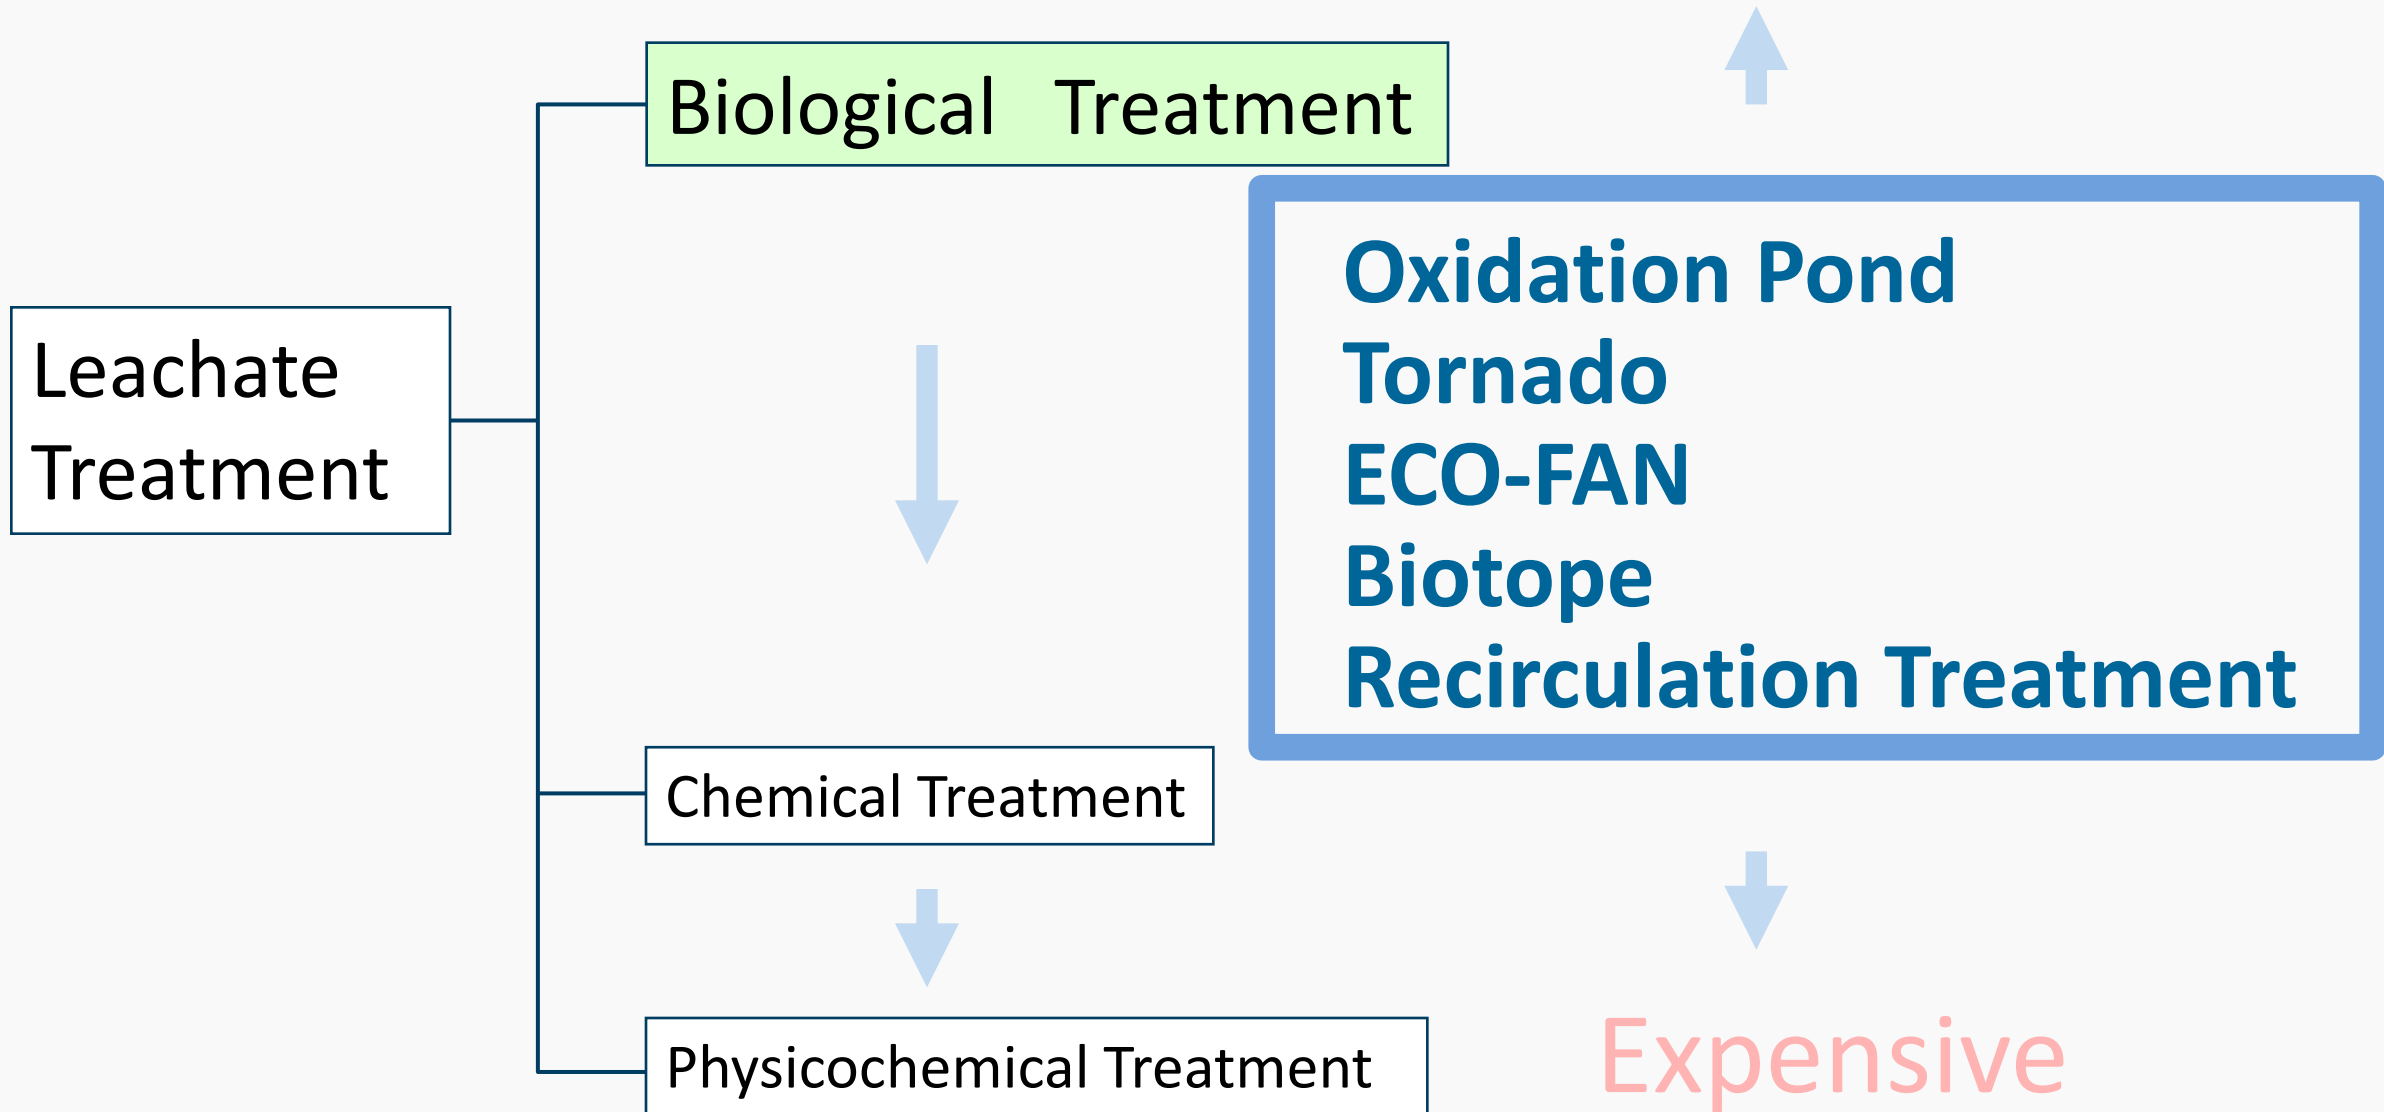 Biological Treatment
Leachate
Treatment
Oxidation Pond
Tornado
ECO-FAN
Biotope
Recirculation Treatment
Chemical Treatment
Physicochemical Treatment
Expensive